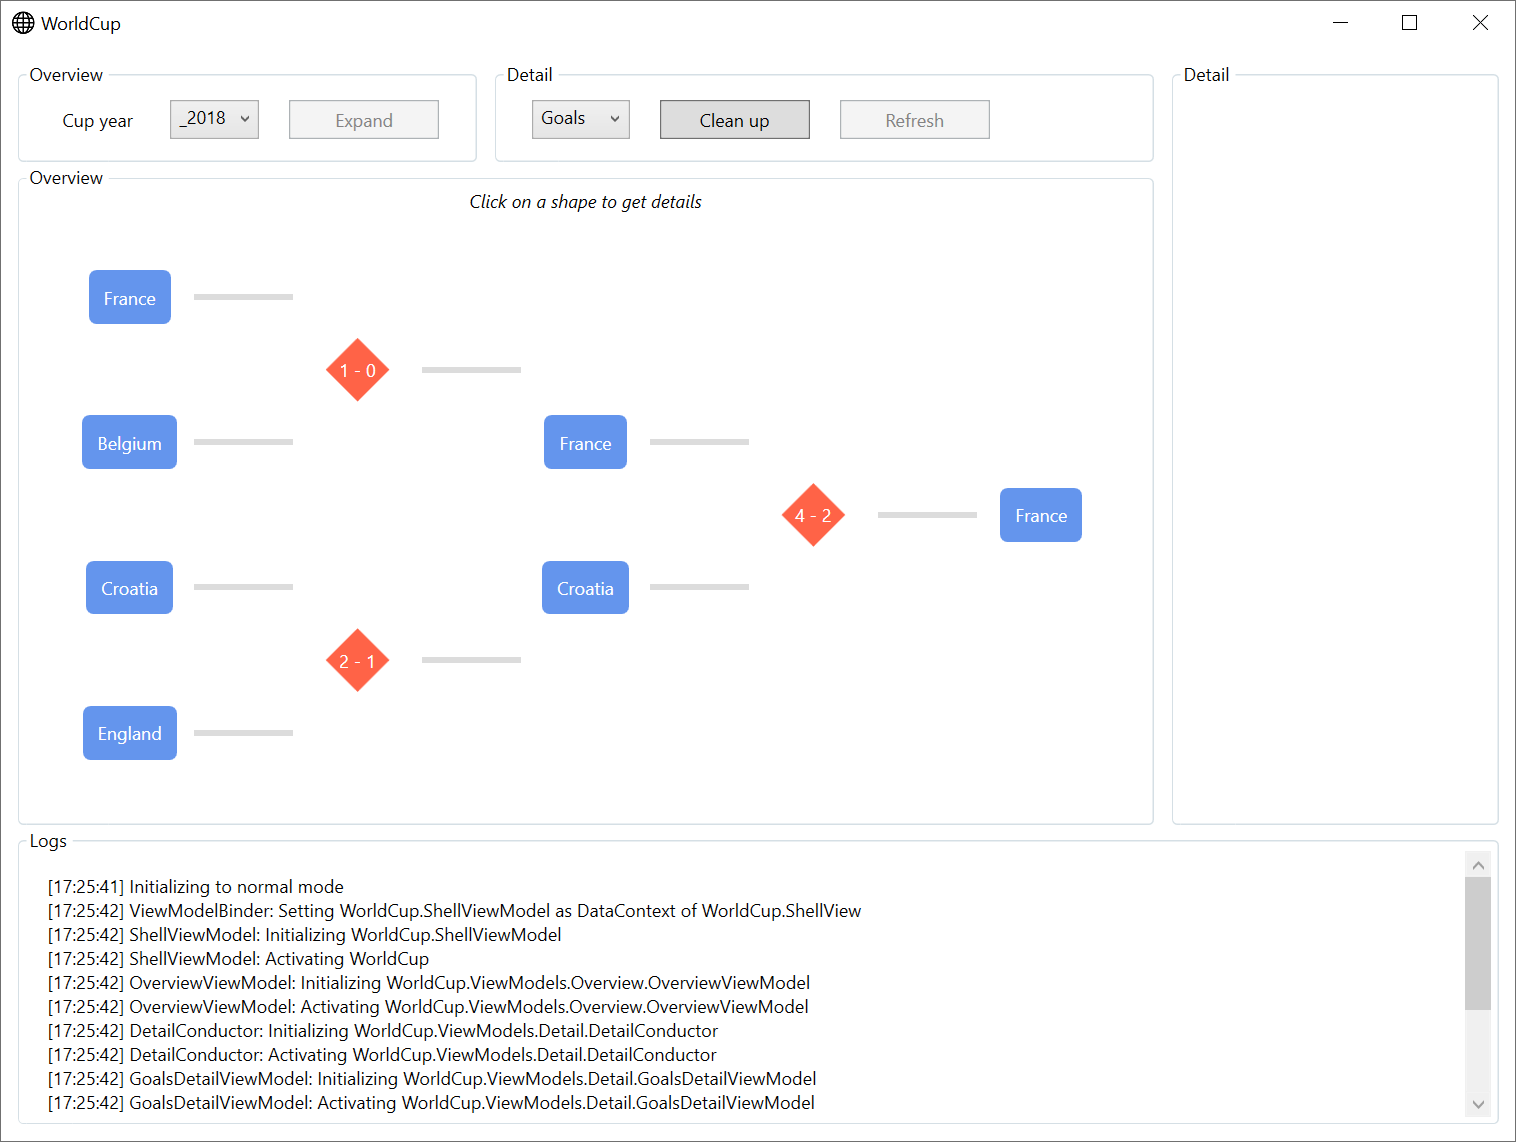 WorldCup
Overview
Cup year
_2018
Expand
Detail
Goals
Clean up
Refresh
Detail
Overview
Click on a shape to get details
France
1 - 0
Belgium
France
4 - 2
France
Croatia
Croatia
2 - 1
England
Logs
[17:25:41] Initializing to normal mode
[17:25:42] ViewModelBinder: Setting WorldCup.ShellViewModel as DataContext of WorldCup.ShellView
[17:25:42] ShellViewModel: Initializing WorldCup.ShellViewModel
[17:25:42] ShellViewModel: Activating WorldCup
[17:25:42] OverviewViewModel: Initializing WorldCup.ViewModels.Overview.OverviewViewModel
[17:25:42] OverviewViewModel: Activating WorldCup.ViewModels.Overview.OverviewViewModel
[17:25:42] DetailConductor: Initializing WorldCup.ViewModels.Detail.DetailConductor
[17:25:42] DetailConductor: Activating WorldCup.ViewModels.Detail.DetailConductor
[17:25:42] GoalsDetailViewModel: Initializing WorldCup.ViewModels.Detail.GoalsDetailViewModel
[17:25:42] GoalsDetailViewModel: Activating WorldCup.ViewModels.Detail.GoalsDetailViewModel